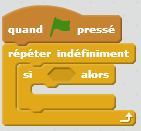 quand pressé
répéter indéfiniment
si alors